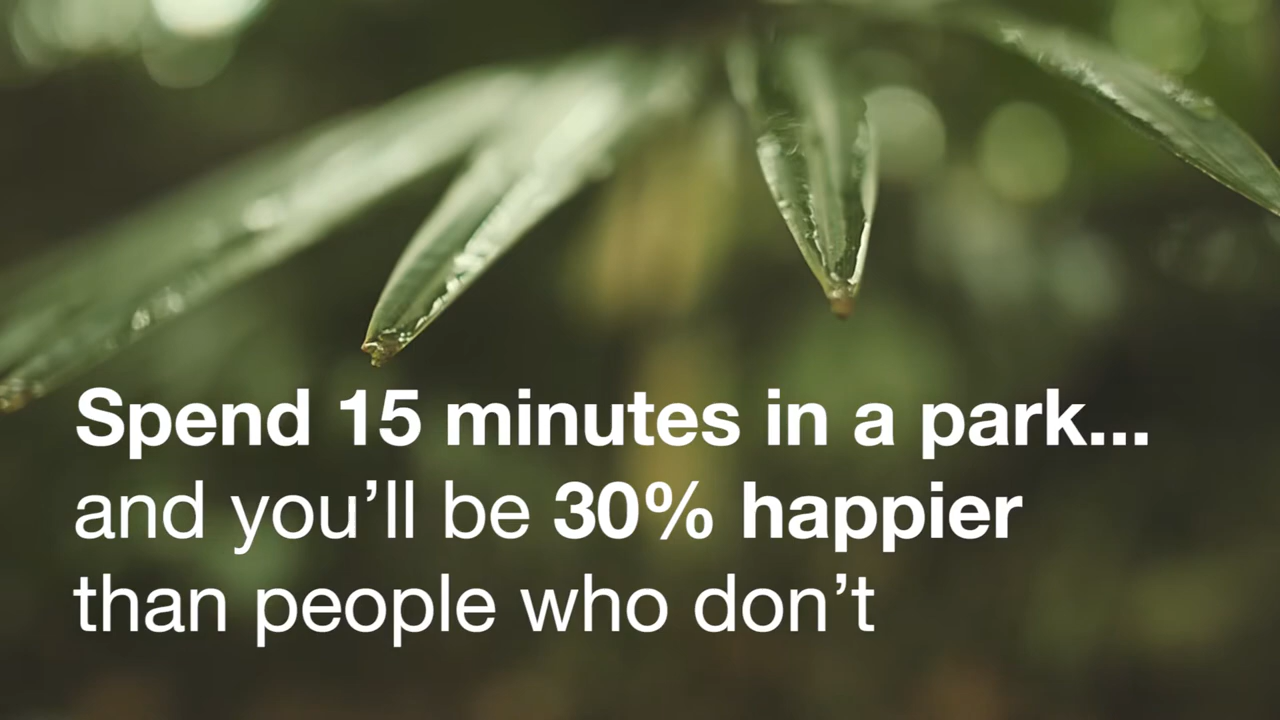 Spend 15 minutes in a park...
and you’ll be 30% happier
than people who don’t